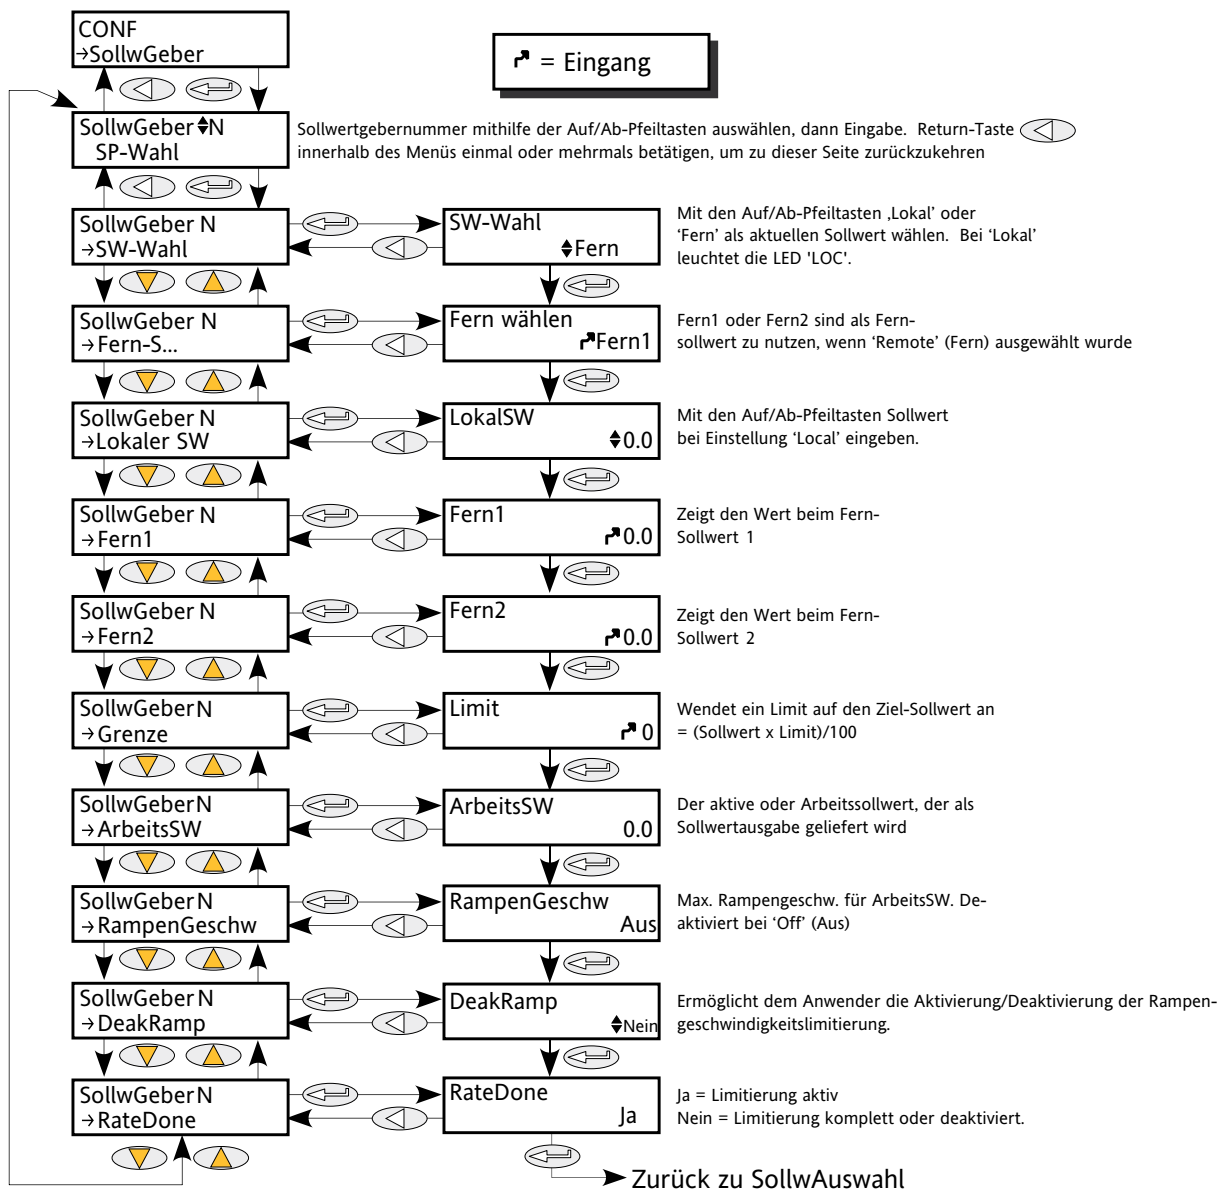 CONF
→SollwGeber
= Eingang
SollwGeber N
SP-Wahl
Sollwertgebernummer mithilfe der Auf/Ab-Pfeiltasten auswählen, dann Eingabe. Return-Taste
innerhalb des Menüs einmal oder mehrmals betätigen, um zu dieser Seite zurückzukehren
SollwGeber N
→SW-Wahl
SW-Wahl
Fern
Mit den Auf/Ab-Pfeiltasten ‚Lokal’ oder
‘Fern’ als aktuellen Sollwert wählen. Bei ‘Lokal’
leuchtet die LED 'LOC'.
SollwGeber N
→Fern-S...
Fern wählen
Fern1
Fern1 oder Fern2 sind als Fern-
sollwert zu nutzen, wenn ‘Remote’ (Fern) ausgewählt wurde
SollwGeber N
→Lokaler SW
LokalSW
0.0
Mit den Auf/Ab-Pfeiltasten Sollwert
bei Einstellung ‘Local’ eingeben.
SollwGeber N
→Fern1
Fern1
0.0
Zeigt den Wert beim Fern-
Sollwert 1
SollwGeber N
→Fern2
Fern2
0.0
Zeigt den Wert beim Fern-
Sollwert 2
SollwGeber N
→Grenze
Limit
0
Wendet ein Limit auf den Ziel-Sollwert an
= (Sollwert x Limit)/100
SollwGeber N
→ArbeitsSW
ArbeitsSW
0.0
Der aktive oder Arbeitssollwert, der als
Sollwertausgabe geliefert wird
SollwGeber N
→RampenGeschw
RampenGeschw
Aus
Max. Rampengeschw. für ArbeitsSW. De-
aktiviert bei ‘Off’ (Aus)
SollwGeber N
→DeakRamp
DeakRamp
Nein
Ermöglicht dem Anwender die Aktivierung/Deaktivierung der Rampen-
geschwindigkeitslimitierung.
SollwGeber N
→RateDone
RateDone
Ja
Ja = Limitierung aktiv
Nein = Limitierung komplett oder deaktiviert.
Zurück zu SollwAuswahl